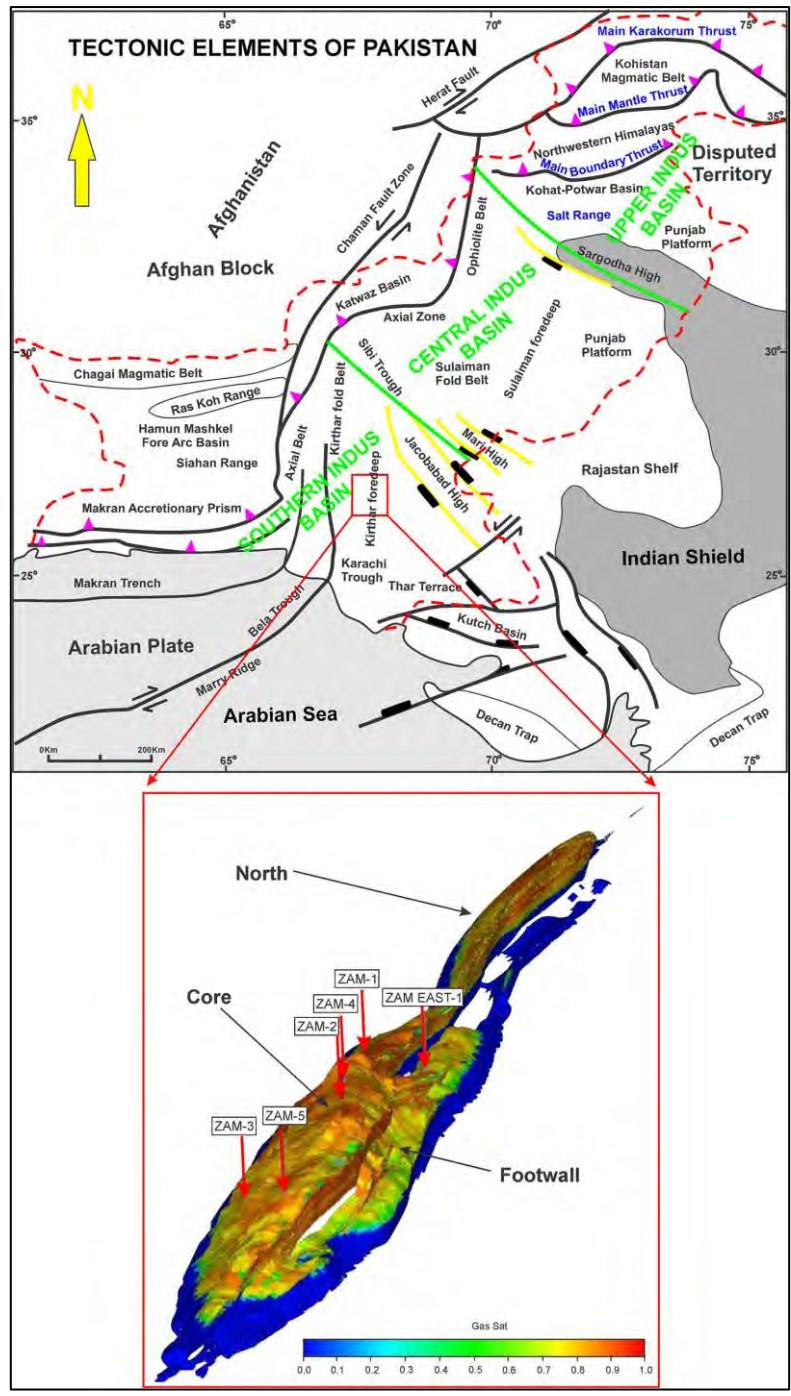 65°
70°
75°
TECTONIC ELEMENTS OF PAKISTAN
Main Karakorum Thrust
Kohistan
Magmatic Belt
N
Herat Fault
Main Mantle Thrust
35°
35°
Northwestern Himalayas
Main Boundary Thrust
Disputed
Territory
Afghanistan
Kohat-Potwar Basin
UPPER INDUS
BASIN
Salt Range
Punjab
Platform
Chaman Fault Zone
Ophiolite Belt
Afghan Block
Sargodha High
Katwaz Basin
Axial Zone
CENTRAL INDUS
BASIN
Sulaiman foredeep
Punjab
Platform
30°
30°
Sibi Trough
Sulaiman
Fold Belt
Chagai Magmatic Belt
Ras Koh Range
Kirthar fold Belt
Hamun Mashkel
Fore Arc Basin
Siahan Range
Axial Belt
Mari High
Jacobabad High
Rajastan Shelf
SOUTHERN INDUS
BASIN
Kirthar foredeep
Makran Accretionary Prism
Indian Shield
25°
25°
Karachi
Trough
Thar Terrace
Makran Trench
Bela Trough
Kutch Basin
Arabian Plate
Marry Ridge
Arabian Sea
Decan Trap
Decan Trap
0Km
200Km
65°
70°
75°
North
ZAM-1
Core
ZAM-4
ZAM EAST-1
ZAM-2
ZAM-3
ZAM-5
Footwall
Gas Sat
0.0 0.1 0.2 0.3 0.4 0.5 0.6 0.7 0.8 0.9 1.0